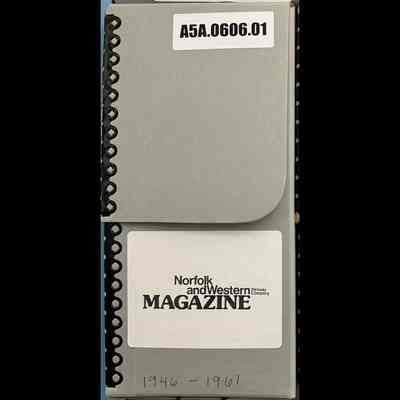 A5A.0606.01
Norfolk
and Western Railway
Company
MAGAZINE
1946 - 1961